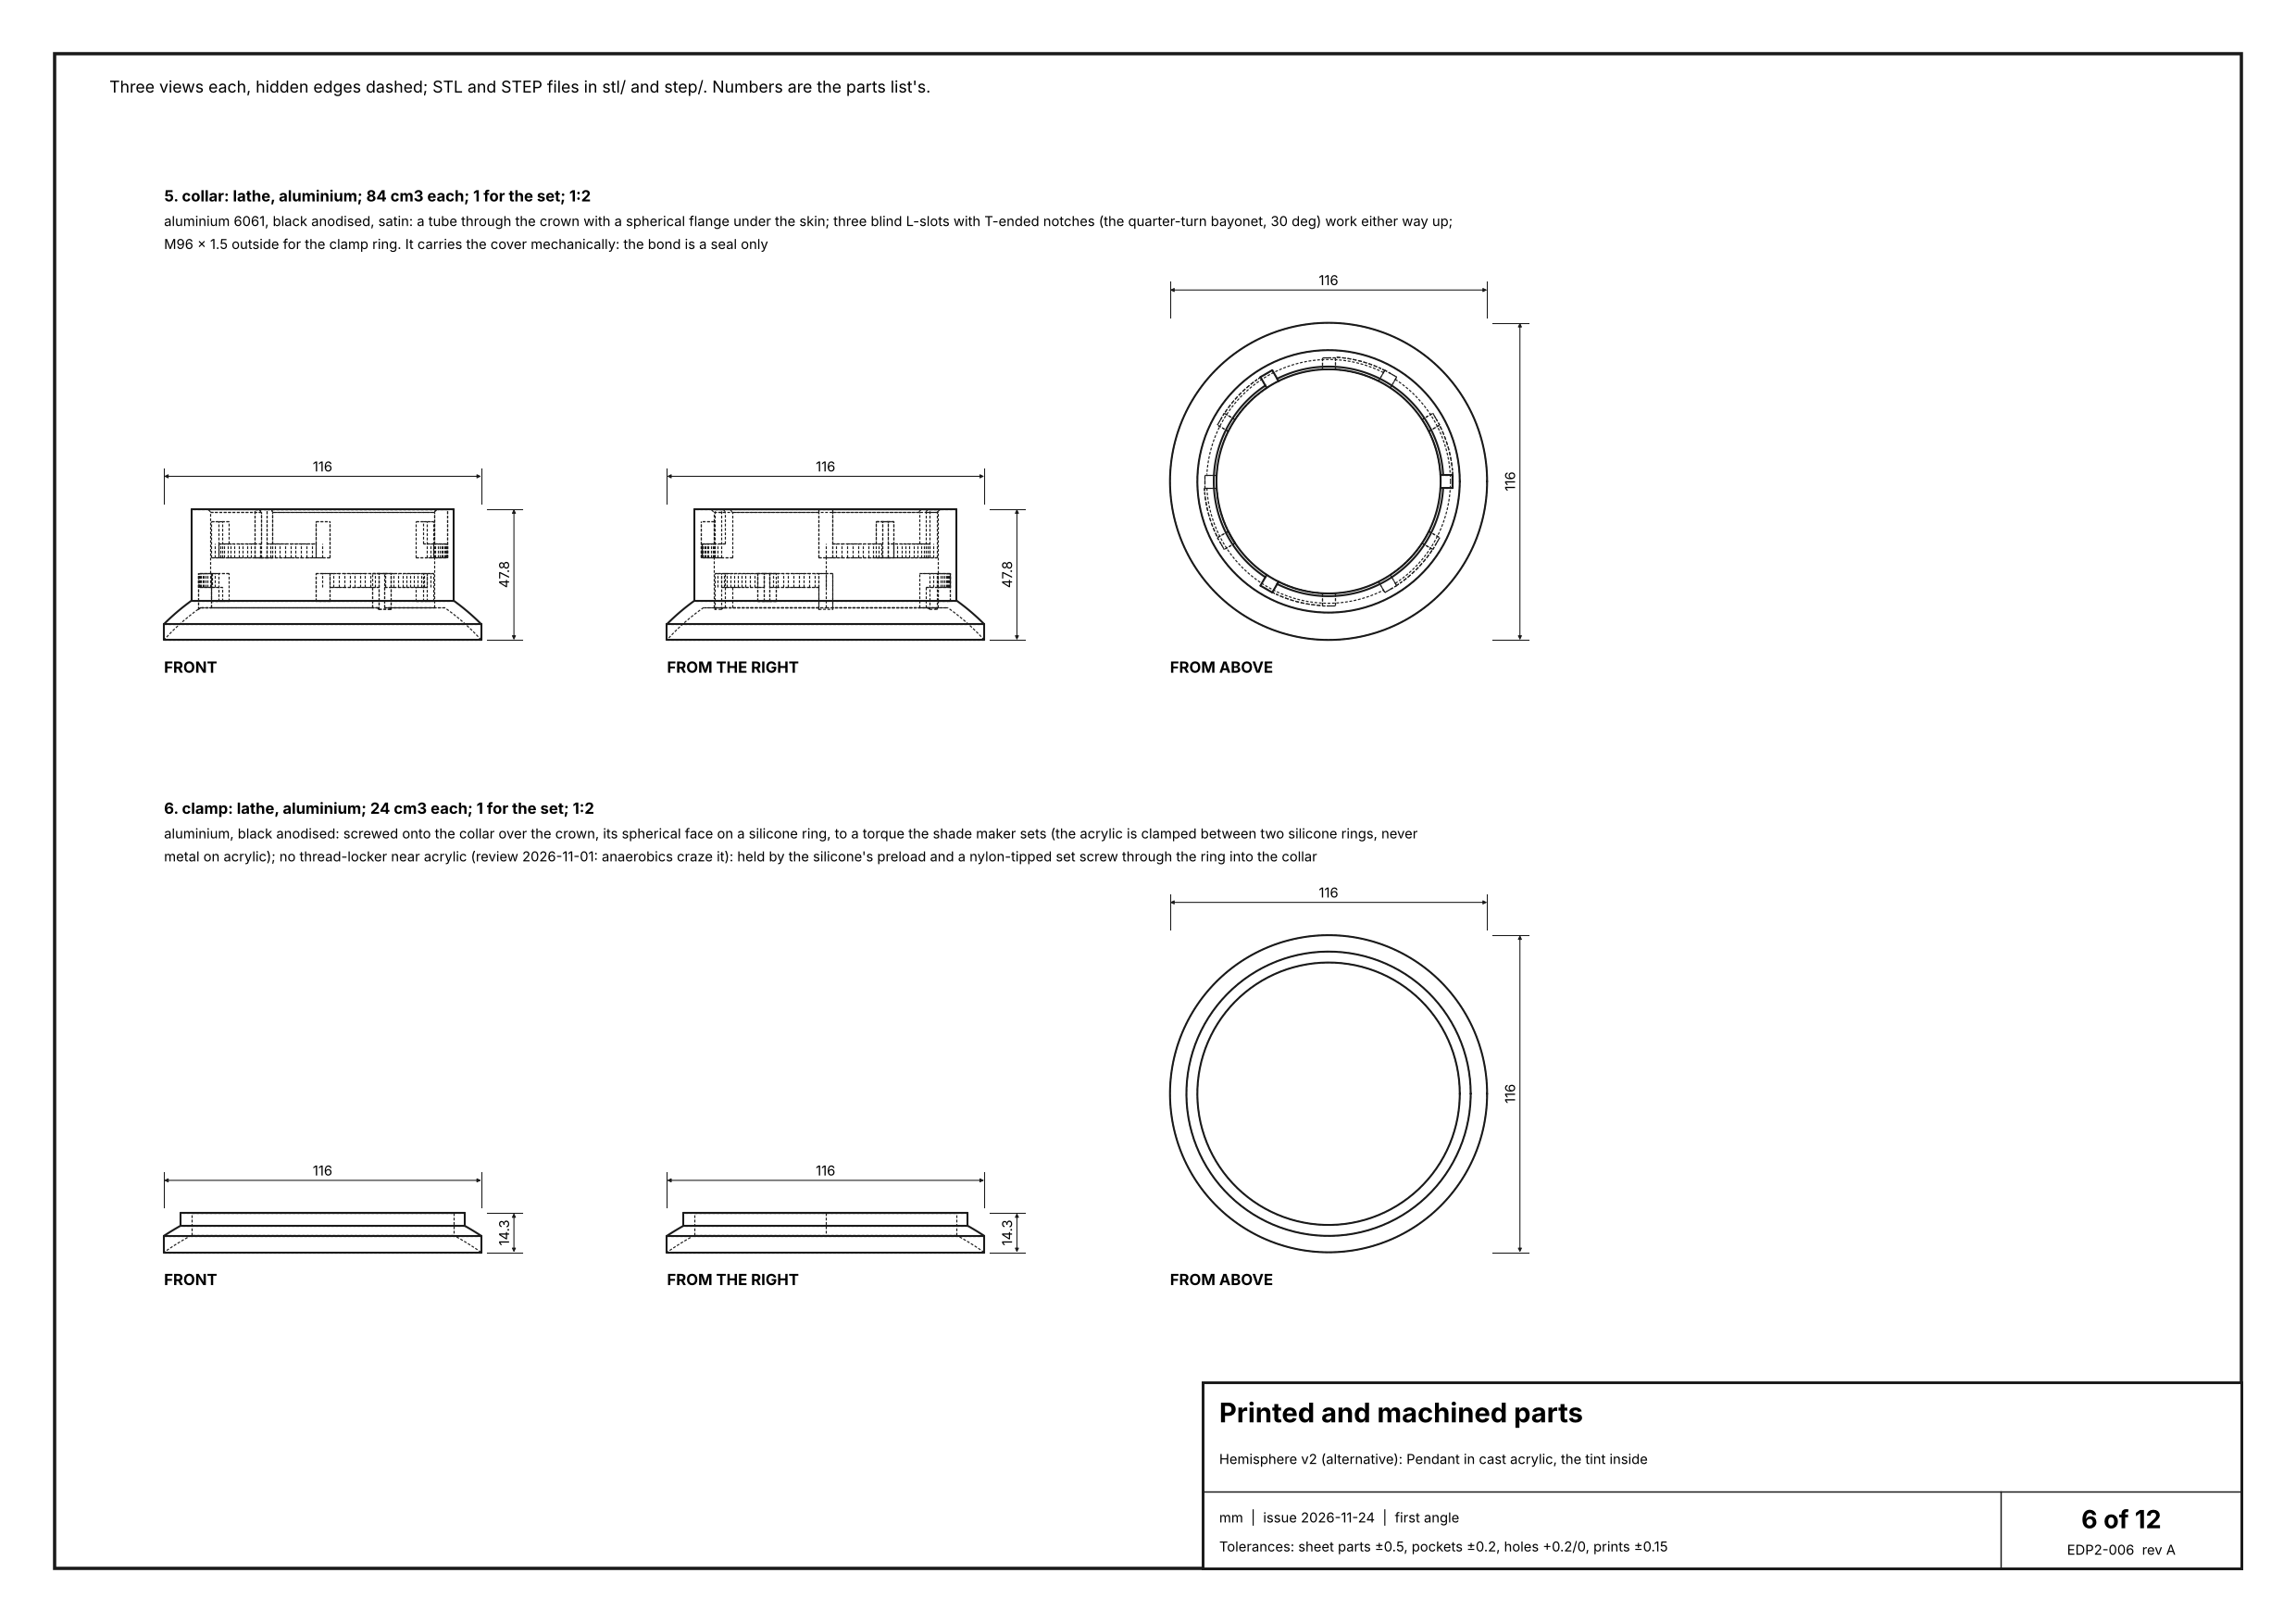 Three views each, hidden edges dashed; STL and STEP files in stl/ and step/. Numbers are the parts list's.
5. collar: lathe, aluminium; 84 cm3 each; 1 for the set; 1:2
aluminium 6061, black anodised, satin: a tube through the crown with a spherical flange under the skin; three blind L-slots with T-ended notches (the quarter-turn bayonet, 30 deg) work either way up;
M96 × 1.5 outside for the clamp ring. It carries the cover mechanically: the bond is a seal only
116
116
116
116
47.8
47.8
FRONT
FROM THE RIGHT
FROM ABOVE
6. clamp: lathe, aluminium; 24 cm3 each; 1 for the set; 1:2
aluminium, black anodised: screwed onto the collar over the crown, its spherical face on a silicone ring, to a torque the shade maker sets (the acrylic is clamped between two silicone rings, never
metal on acrylic); no thread-locker near acrylic (review 2026-11-01: anaerobics craze it): held by the silicone's preload and a nylon-tipped set screw through the ring into the collar
116
116
116
116
14.3
14.3
FRONT
FROM THE RIGHT
FROM ABOVE
Printed and machined parts
Hemisphere v2 (alternative): Pendant in cast acrylic, the tint inside
mm | issue 2026-11-24 | first angle
Tolerances: sheet parts ±0.5, pockets ±0.2, holes +0.2/0, prints ±0.15
6 of 12
EDP2-006 rev A